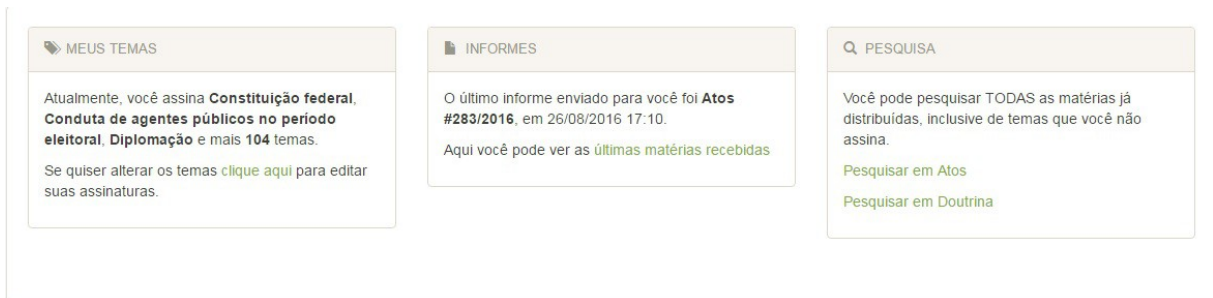 MEUS TEMAS
Atualmente, você assina Constituição federal,
Conduta de agentes públicos no período
eleitoral, Diplomação e mais 104 temas.
Se quiser alterar os temas clique aqui para editar
suas assinaturas.
INFORMES
O último informe enviado para você foi Atos
#283/2016, em 26/08/2016 17:10.
Aqui você pode ver as últimas matérias recebidas
PESQUISA
Você pode pesquisar TODAS as matérias já
distribuídas, inclusive de temas que você não
assina.
Pesquisar em Atos
Pesquisar em Doutrina